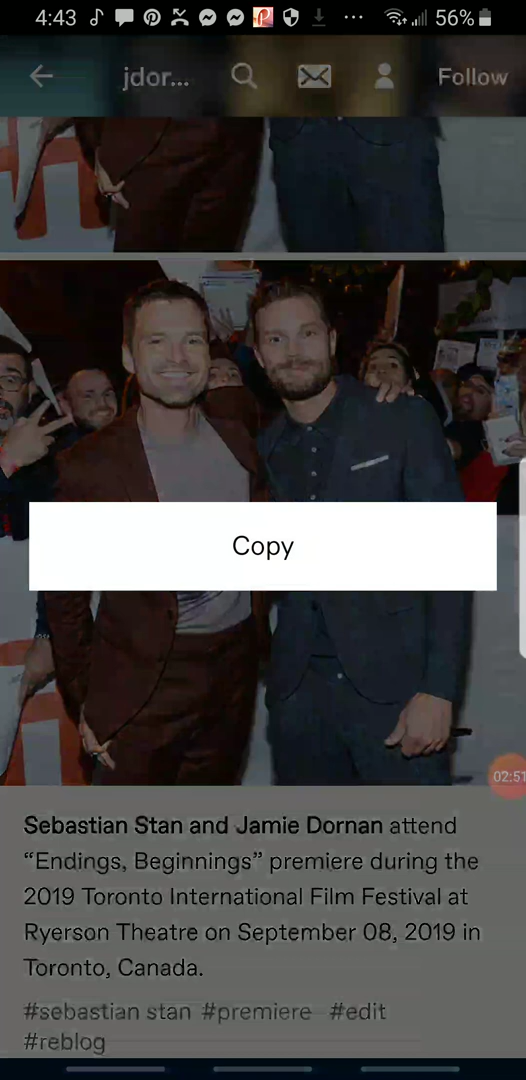 4:43 56%
jdor... Follow
Copy
02:51
Sebastian Stan and Jamie Dornan attend
“Endings, Beginnings” premiere during the
2019 Toronto International Film Festival at
Ryerson Theatre on September 08, 2019 in
Toronto, Canada.
#sebastian stan #premiere #edit
#reblog